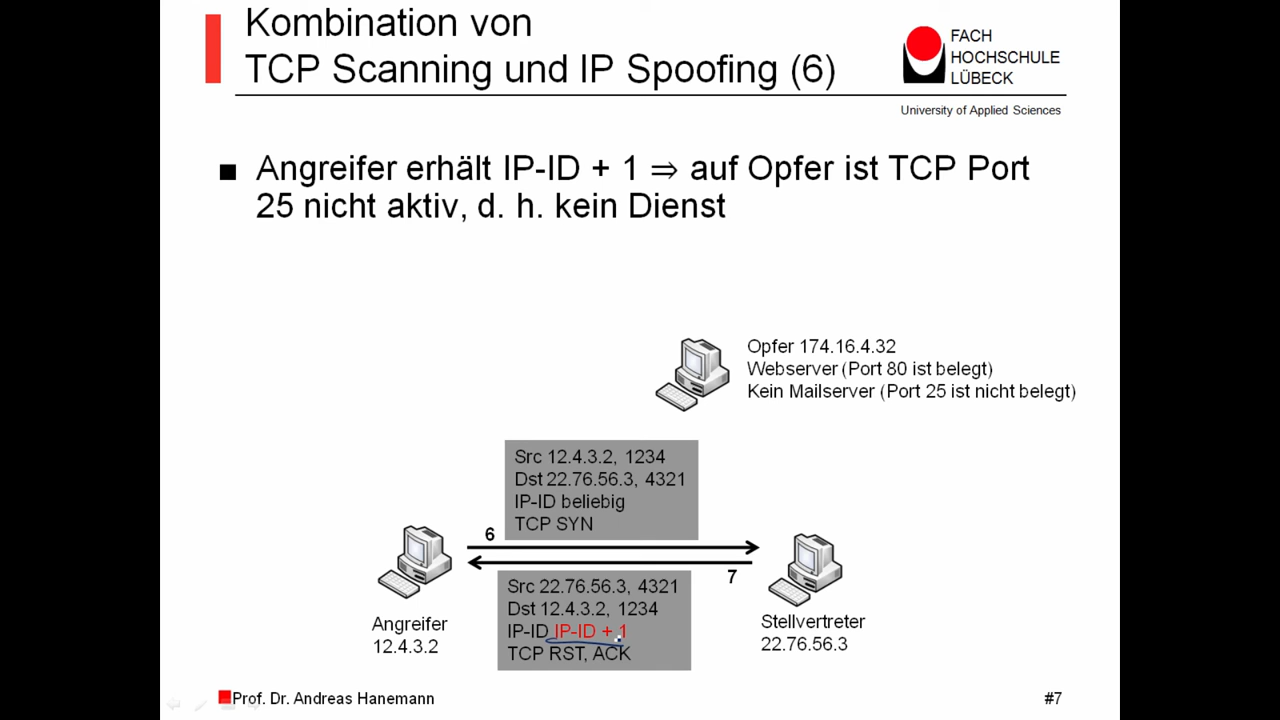 Kombination von
TCP Scanning und IP Spoofing (6)
FACH
HOCHSCHULE
LÜBECK
University of Applied Sciences
Angreifer erhält IP-ID + 1 ⇒ auf Opfer ist TCP Port
25 nicht aktiv, d. h. kein Dienst
Opfer 174.16.4.32
Webserver (Port 80 ist belegt)
Kein Mailserver (Port 25 ist nicht belegt)
Src 12.4.3.2, 1234
Dst 22.76.56.3, 4321
IP-ID beliebig
TCP SYN
6
7
Src 22.76.56.3, 4321
Dst 12.4.3.2, 1234
IP-ID IP-ID + 1
TCP RST, ACK
Angreifer
12.4.3.2
Stellvertreter
22.76.56.3
Prof. Dr. Andreas Hanemann
#7